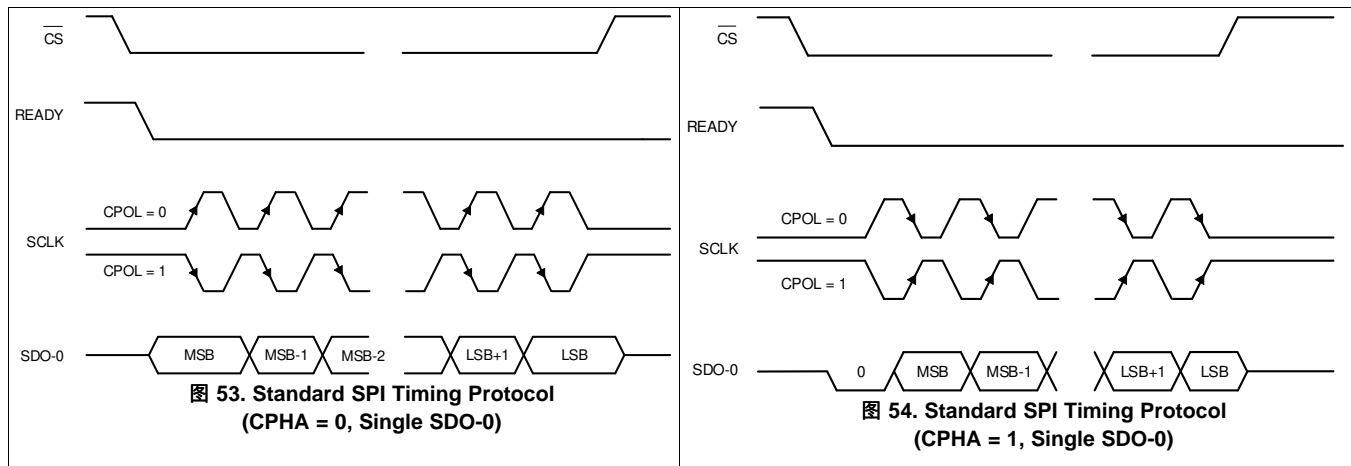 CS
READY
CPOL = 0
SCLK
CPOL = 1
SDO-0
MSB
MSB-1
MSB-2
LSB+1
LSB
图 53. Standard SPI Timing Protocol
(CPHA = 0, Single SDO-0)
CS
READY
CPOL = 0
SCLK
CPOL = 1
SDO-0
0
MSB
MSB-1
LSB+1
LSB
图 54. Standard SPI Timing Protocol
(CPHA = 1, Single SDO-0)